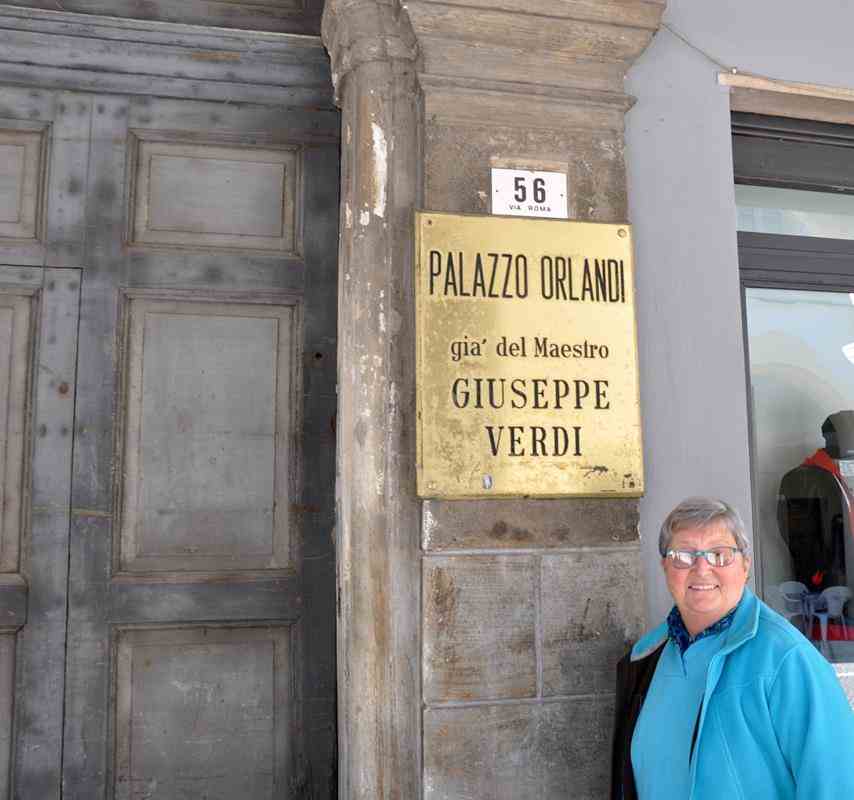 56
VIA ROMA
PALAZZO ORLANDI
gia' del Maestro
GIUSEPPE
VERDI